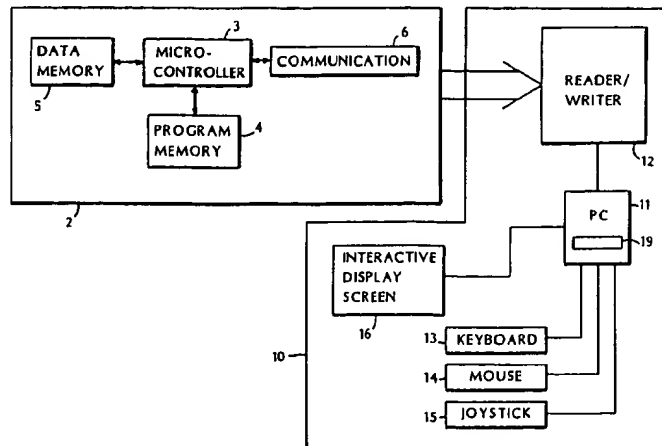 3
DATA
MEMORY
5
MICRO-
CONTROLLER
6
COMMUNICATION
PROGRAM
MEMORY
4
2
READER/
WRITER
12
PC
11
19
INTERACTIVE
DISPLAY
SCREEN
16
10
13
KEYBOARD
14
MOUSE
15
JOYSTICK